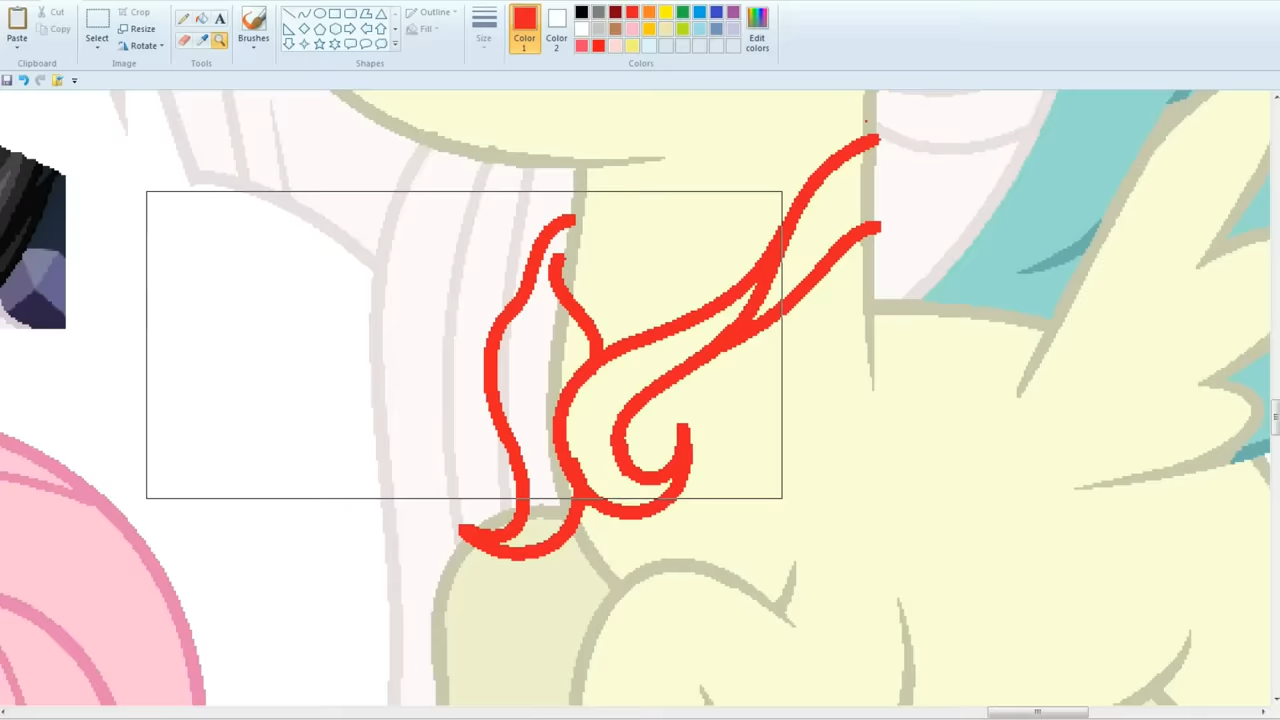 Paste
Cut
Copy
Clipboard
Select
Crop
Resize
Rotate
Image
A
Tools
Brushes
Outline
Fill
Shapes
Size
Color
1
Color
2
Edit
colors
Colors